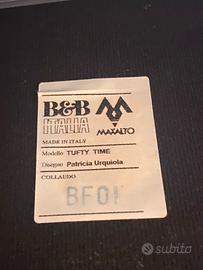 B&B
ITALIA
MAXALTO
MADE IN ITALY
Modello TUFTY TIME
Disegno Patricia Urquiola
COLLAUDO
BF01
subito